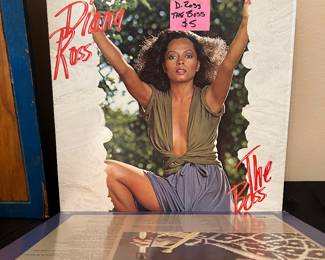 Diana
Ross
D. Ross
The Boss
$5
The
Boss